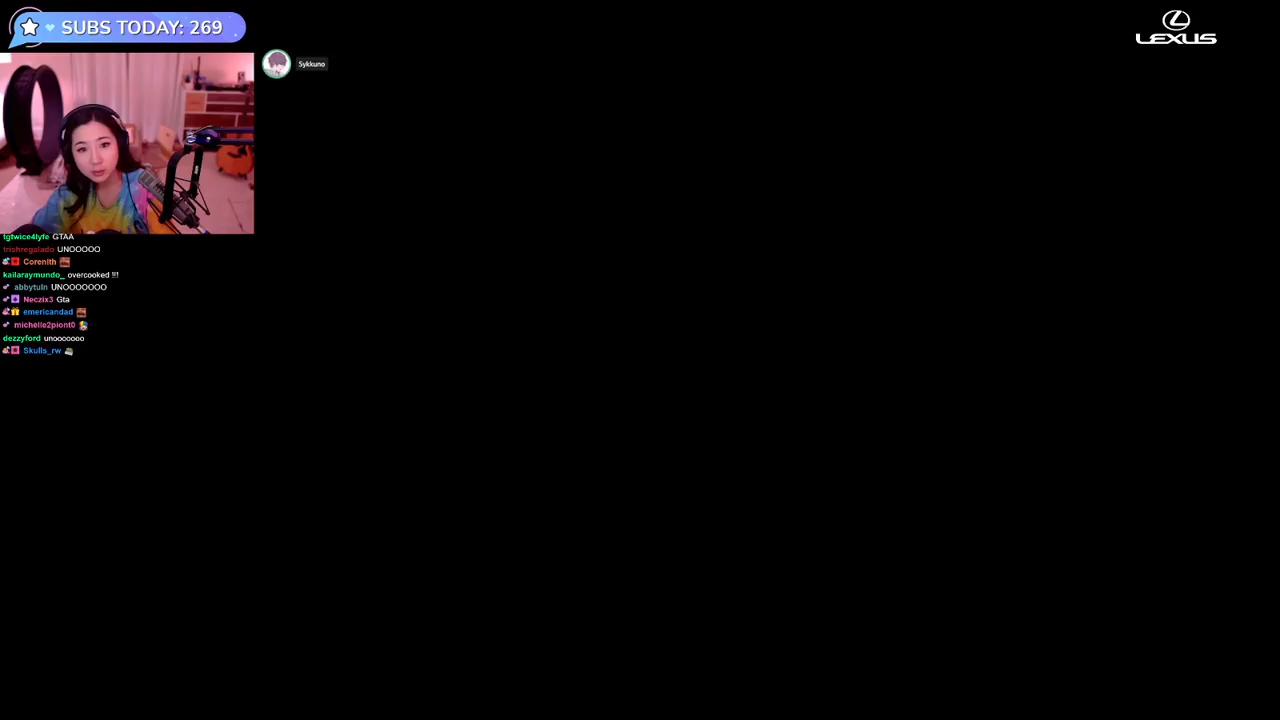 SUBS TODAY: 269
LEXUS
Sykkuno
tgtwice4lyfe GTAA
trishregalado UNOOOOO
Corenith
kailaraymundo_ overcooked !!!
abbytuln UNOOOOOOO
Neczix3 Gta
emericandad
michelle2piont0
dezzyford unooooooo
Skulls_rw